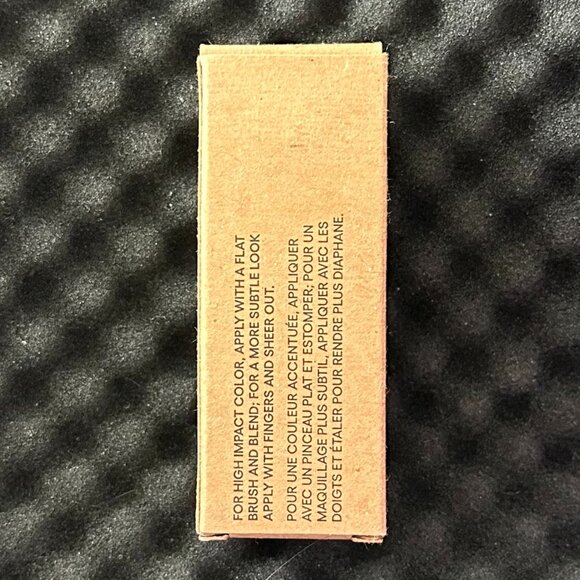 FOR HIGH IMPACT COLOR, APPLY WITH A FLAT
BRUSH AND BLEND; FOR A MORE SUBTLE LOOK
APPLY WITH FINGERS AND SHEER OUT.
POUR UNE COULEUR ACCENTUÉE, APPLIQUER
AVEC UN PINCEAU PLAT ET ESTOMPER; POUR UN
MAQUILLAGE PLUS SUBTIL, APPLIQUER AVEC LES
DOIGTS ET ÉTALER POUR RENDRE PLUS DIAPHANE.